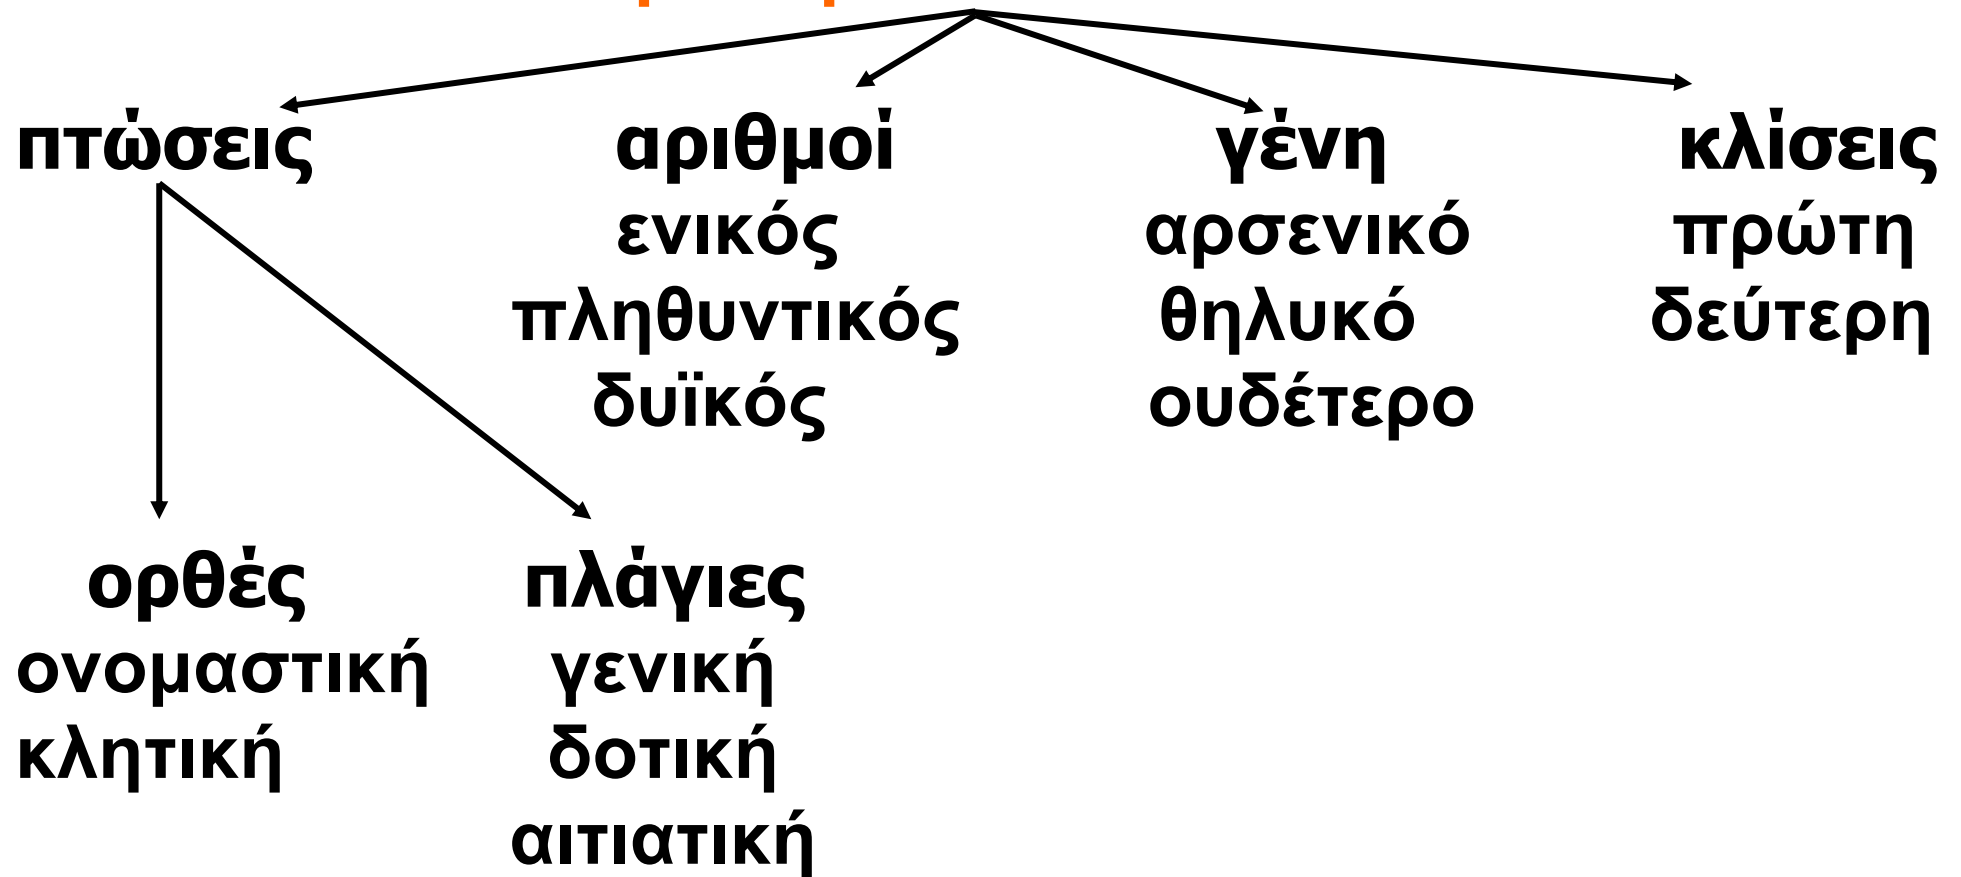 πτώσεις αριθμοί γένη κλίσεις
ενικός αρσενικό πρώτη
πληθυντικός θηλυκό δεύτερη
δυϊκός ουδέτερο
ορθές πλάγιες
ονομαστική γενική
κλητική δοτική
αιτιατική